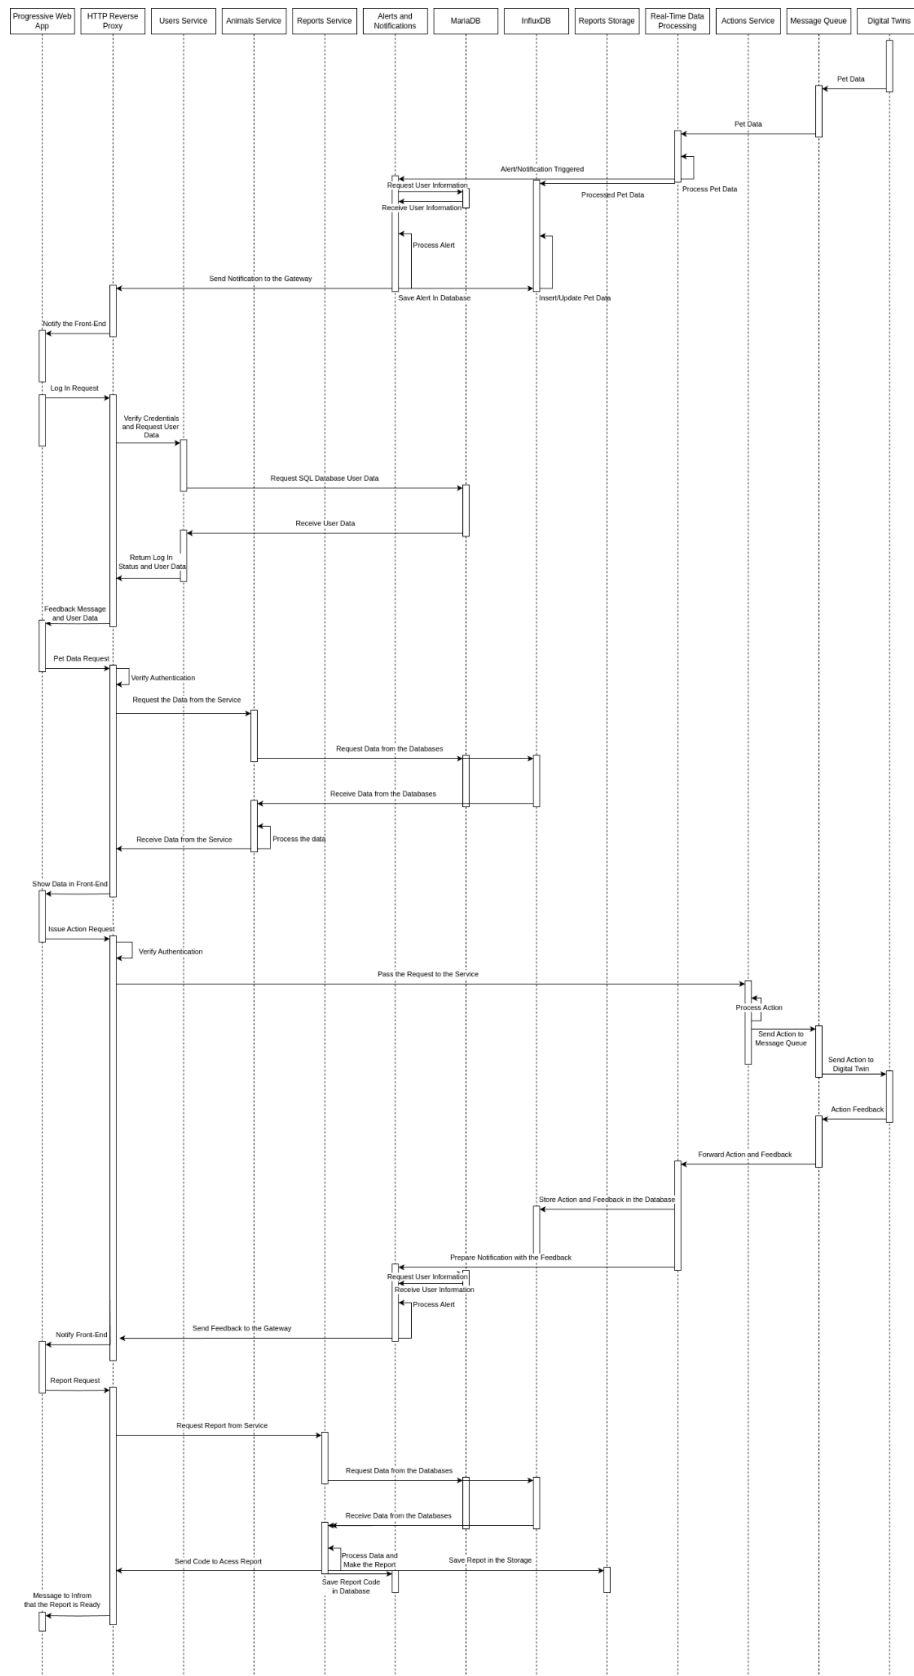 Progressive Web
App
HTTP Reverse
Proxy
Users Service
Animals Service
Reports Service
Alerts and
Notifications
MariaDB
InfluxDB
Reports Storage
Real-Time Data
Processing
Actions Service
Message Queue
Digital Twins
Pet Data
Pet Data
Alert/Notification Triggered
Request User Information
Process Pet Data
Processed Pet Data
Receive User Information
Process Alert
Send Notification to the Gateway
Save Alert In Database
Insert/Update Pet Data
Notify the Front-End
Log In Request
Verify Credentials
and Request User
Data
Request SQL Database User Data
Receive User Data
Return Log In
Status and User Data
Feedback Message
and User Data
Pet Data Request
Verify Authentication
Request the Data from the Service
Request Data from the Databases
Receive Data from the Databases
Receive Data from the Service
Process the data
Show Data in Front-End
Issue Action Request
Verify Authentication
Pass the Request to the Service
Process Action
Send Action to
Message Queue
Send Action to
Digital Twin
Action Feedback
Forward Action and Feedback
Store Action and Feedback in the Database
Prepare Notification with the Feedback
Request User Information
Receive User Information
Process Alert
Send Feedback to the Gateway
Notify Front-End
Report Request
Request Report from Service
Request Data from the Databases
Receive Data from the Databases
Process Data and
Make the Report
Send Code to Acess Report
Save Repot in the Storage
Save Report Code
in Database
Message to Infrom
that the Report is Ready